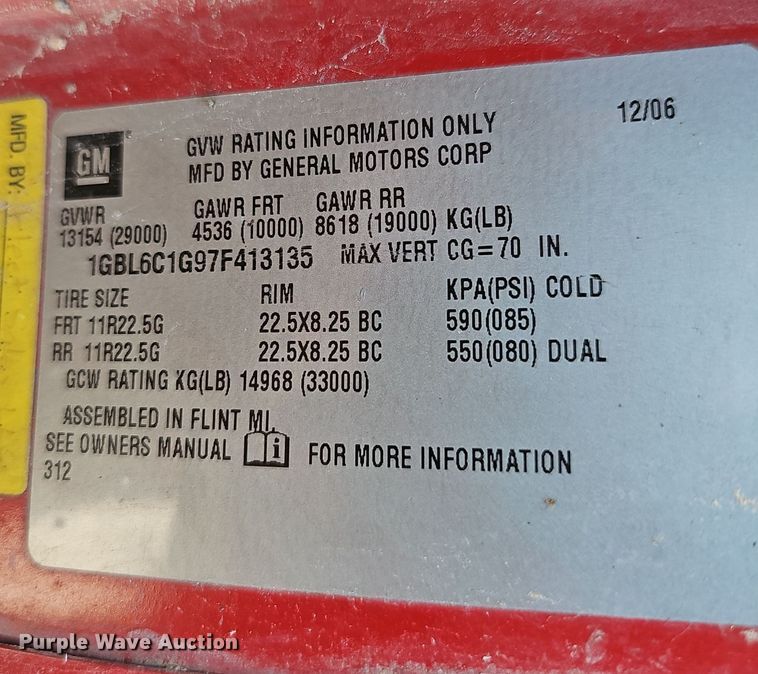 MFD. BY:
GM
GVW RATING INFORMATION ONLY
12/06
MFD BY GENERAL MOTORS CORP
GVWR GAWR FRT GAWR RR
13154 (29000) 4536 (10000) 8618 (19000) KG(LB)
1GBL6C1G97F413135 MAX VERT CG=70 IN.
TIRE SIZE RIM KPA(PSI) COLD
FRT 11R22.5G 22.5X8.25 BC 590(085)
RR 11R22.5G 22.5X8.25 BC 550(080) DUAL
GCW RATING KG(LB) 14968 (33000)
ASSEMBLED IN FLINT MI.
SEE OWNERS MANUAL i FOR MORE INFORMATION
312
Purple Wave Auction